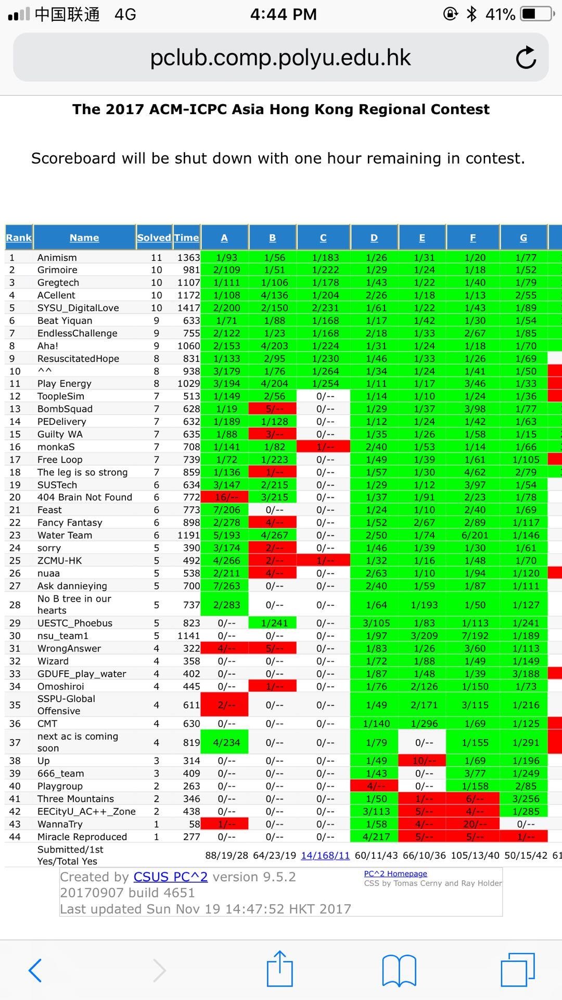 中国联通 4G 4:44 PM 41%
pclub.comp.polyu.edu.hk
The 2017 ACM-ICPC Asia Hong Kong Regional Contest
Scoreboard will be shut down with one hour remaining in contest.
Rank Name Solved Time A B C D E F G
1 Animism 11 1363 1/93 1/56 1/183 1/26 1/31 1/20 1/77
2 Grimoire 10 981 2/109 1/51 1/222 1/29 1/24 1/18 1/52
3 Gregtech 10 1107 1/111 1/106 1/178 1/43 1/22 1/40 1/79
4 ACellent 10 1172 1/108 4/136 1/204 2/26 1/18 1/13 2/55
5 SYSU_DigitalLove 10 1417 2/200 2/150 2/231 1/61 1/22 1/43 1/89
6 Beat Yiquan 9 633 1/71 1/88 1/168 1/17 1/42 1/30 1/54
7 EndlessChallenge 9 755 2/122 1/23 1/168 2/18 1/33 2/67 1/85
8 Aha! 9 1060 2/153 4/203 1/224 1/31 1/24 1/18 1/70
9 ResuscitatedHope 8 831 1/133 2/95 1/230 1/46 1/33 1/26 1/69
10 ^^ 8 938 3/179 1/76 1/264 1/34 1/24 1/41 1/50
11 Play Energy 8 1029 3/194 4/204 1/254 1/11 1/17 3/46 1/33
12 ToopleSim 7 513 1/149 2/56 0/-- 1/14 1/10 1/24 1/36
13 BombSquad 7 628 1/19 5/-- 0/-- 1/29 1/37 3/98 1/77
14 PEDelivery 7 632 1/189 1/128 0/-- 1/12 1/24 1/42 1/63
15 Guilty WA 7 635 1/88 3/-- 0/-- 1/35 1/26 1/58 1/15
16 monkaS 7 708 1/141 1/82 1/-- 2/40 1/53 1/14 1/66
17 Free Loop 7 739 1/72 1/223 0/-- 1/49 1/39 1/61 1/105
18 The leg is so strong 7 859 1/136 1/-- 0/-- 1/57 1/30 4/62 2/79
19 SUSTech 6 634 3/147 2/215 0/-- 1/29 1/12 3/97 1/54
20 404 Brain Not Found 6 772 16/-- 3/215 0/-- 1/37 1/91 2/23 1/78
21 Feast 6 773 7/206 0/-- 0/-- 1/24 1/10 2/40 1/69
22 Fancy Fantasy 6 898 2/278 4/-- 0/-- 1/52 2/67 2/89 1/117
23 Water Team 6 1191 5/193 4/267 0/-- 2/50 1/74 6/201 1/146
24 sorry 5 390 3/174 2/-- 0/-- 1/46 1/39 1/30 1/61
25 ZCMU-HK 5 492 4/266 2/-- 1/-- 1/32 1/16 1/48 1/70
26 nuaa 5 538 2/211 4/-- 0/-- 2/63 1/10 1/94 1/120
27 Ask dannieying 5 700 7/263 0/-- 0/-- 2/40 1/59 1/87 1/111
28 No B tree in our hearts 5 737 2/283 0/-- 0/-- 1/64 1/193 1/50 1/127
29 UESTC_Phoebus 5 823 0/-- 1/241 0/-- 3/105 1/83 1/113 1/241
30 nsu_team1 5 1141 0/-- 0/-- 0/-- 1/97 3/209 7/192 1/189
31 WrongAnswer 4 322 4/-- 5/-- 0/-- 1/83 1/26 3/60 1/113
32 Wizard 4 358 0/-- 0/-- 0/-- 1/72 1/88 1/49 1/149
33 GDUFE_play_water 4 402 0/-- 0/-- 0/-- 1/87 1/48 1/39 3/188
34 Omoshiroi 4 445 0/-- 1/-- 0/-- 1/76 2/126 1/150 1/73
35 SSPU-Global Offensive 4 611 2/-- 0/-- 0/-- 1/49 2/171 3/115 1/216
36 CMT 4 630 0/-- 0/-- 0/-- 1/140 1/296 1/69 1/125
37 next ac is coming soon 4 819 4/234 0/-- 0/-- 1/79 0/-- 1/155 1/291
38 Up 3 314 0/-- 0/-- 0/-- 1/49 10/-- 1/69 1/196
39 666_team 3 409 0/-- 0/-- 0/-- 1/43 0/-- 3/77 1/249
40 Playgroup 2 263 0/-- 0/-- 0/-- 4/-- 0/-- 1/158 2/85
41 Three Mountains 2 346 0/-- 0/-- 0/-- 1/50 1/-- 6/-- 3/256
42 EECityU_AC++_Zone 2 438 0/-- 0/-- 0/-- 3/113 5/-- 4/-- 1/285
43 WannaTry 1 58 1/-- 0/-- 0/-- 1/58 4/-- 20/-- 0/--
44 Miracle Reproduced 1 277 0/-- 0/-- 0/-- 4/217 5/-- 5/-- 1/--
Submitted/1st Yes/Total Yes 88/19/28 64/23/19 14/168/11 60/11/43 66/10/36 105/13/40 50/15/42 61
Created by CSUS PC^2 version 9.5.2
20170907 build 4651
Last updated Sun Nov 19 14:47:52 HKT 2017
PC^2 Homepage
CSS by Tomas Cerny and Ray Holder